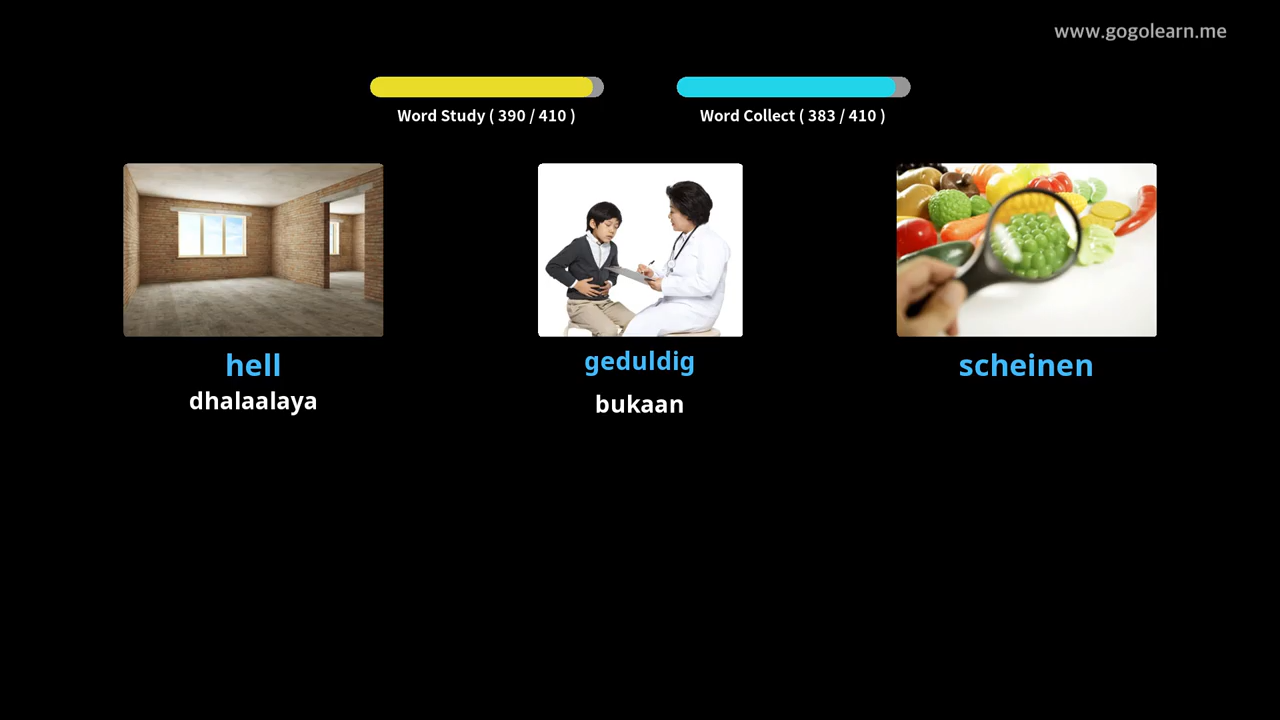 www.gogolearn.me
Word Study ( 390 / 410 )
Word Collect ( 383 / 410 )
hell
dhalaalaya
geduldig
bukaan
scheinen